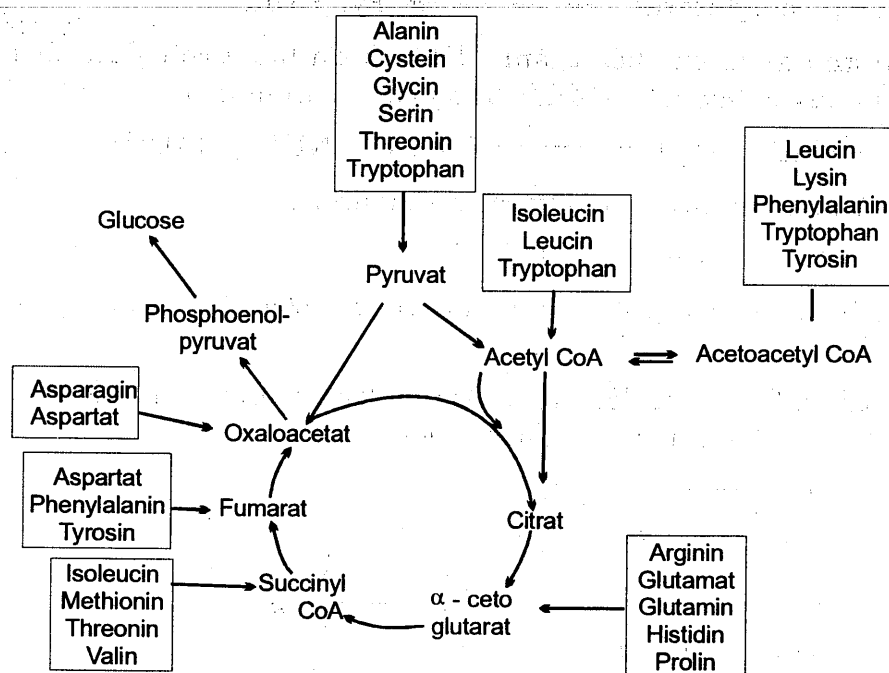 Alanin
Cystein
Glycin
Serin
Threonin
Tryptophan
Leucin
Lysin
Phenylalanin
Tryptophan
Tyrosin
Isoleucin
Leucin
Tryptophan
Glucose
Pyruvat
Phosphoenol-
pyruvat
Acetyl CoA
Acetoacetyl CoA
Asparagin
Aspartat
Oxaloacetat
Aspartat
Phenylalanin
Tyrosin
Fumarat
Citrat
Isoleucin
Methionin
Threonin
Valin
Succinyl
CoA
α - ceto
glutarat
Arginin
Glutamat
Glutamin
Histidin
Prolin